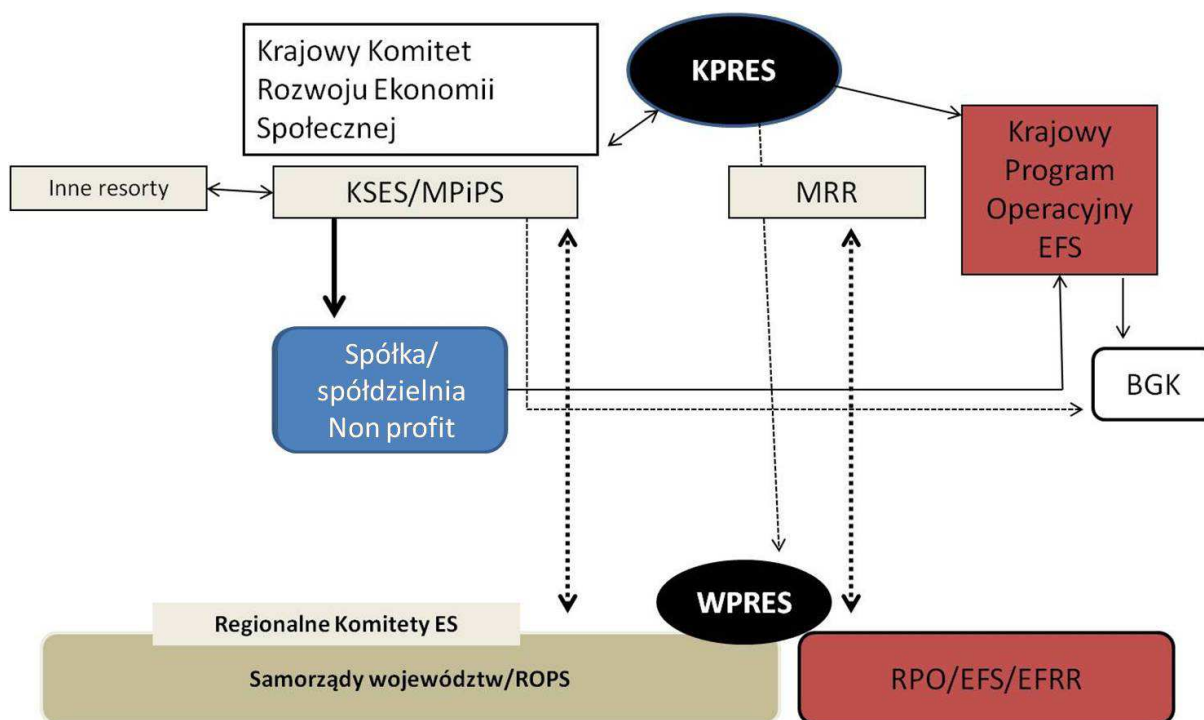 Krajowy Komitet
Rozwoju Ekonomii
Społecznej
KPRES
Krajowy
Program
Operacyjny
EFS
Inne resorty
KSES/MPiPS
MRR
Spółka/
spółdzielnia
Non profit
BGK
WPRES
Regionalne Komitety ES
Samorządy województw/ROPS
RPO/EFS/EFRR